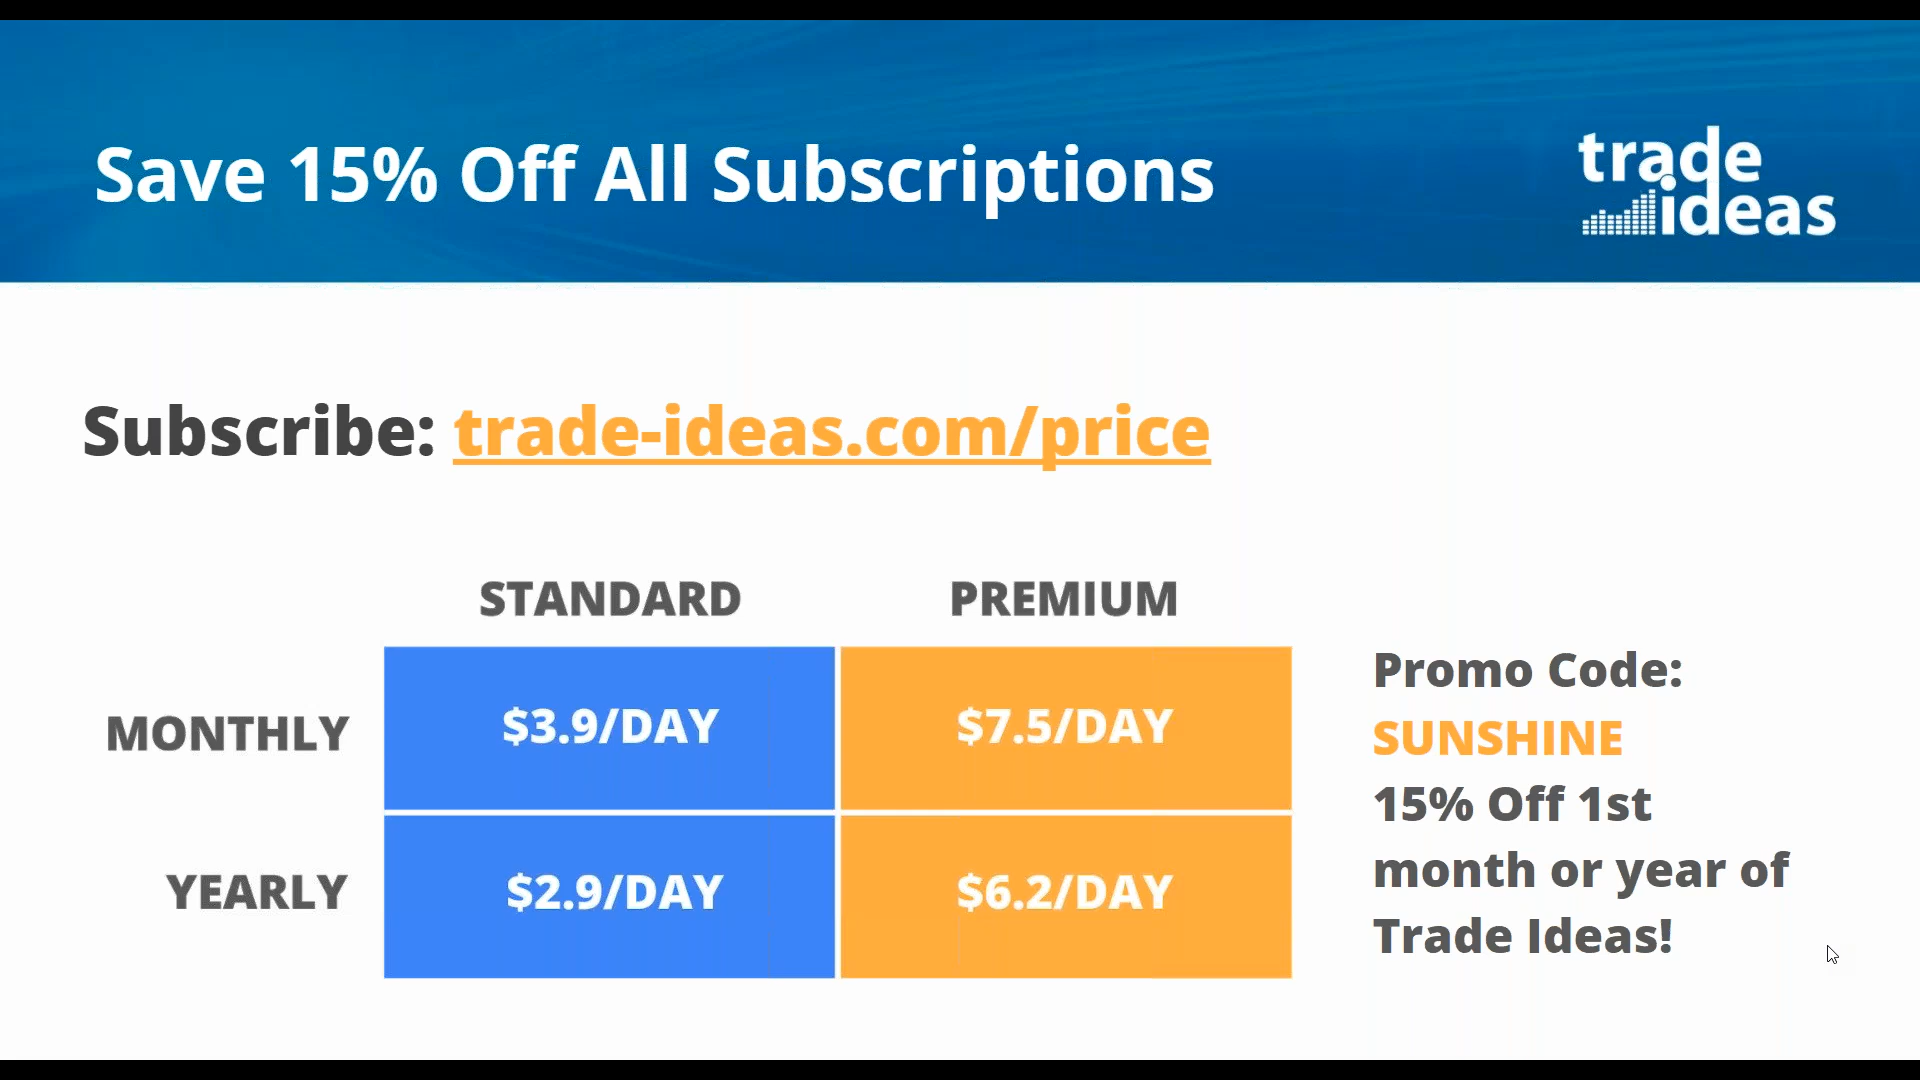 Save 15% Off All Subscriptions
trade
ideas
Subscribe: trade-ideas.com/price
STANDARD PREMIUM
MONTHLY $3.9/DAY $7.5/DAY
YEARLY $2.9/DAY $6.2/DAY
Promo Code:
SUNSHINE
15% Off 1st
month or year of
Trade Ideas!